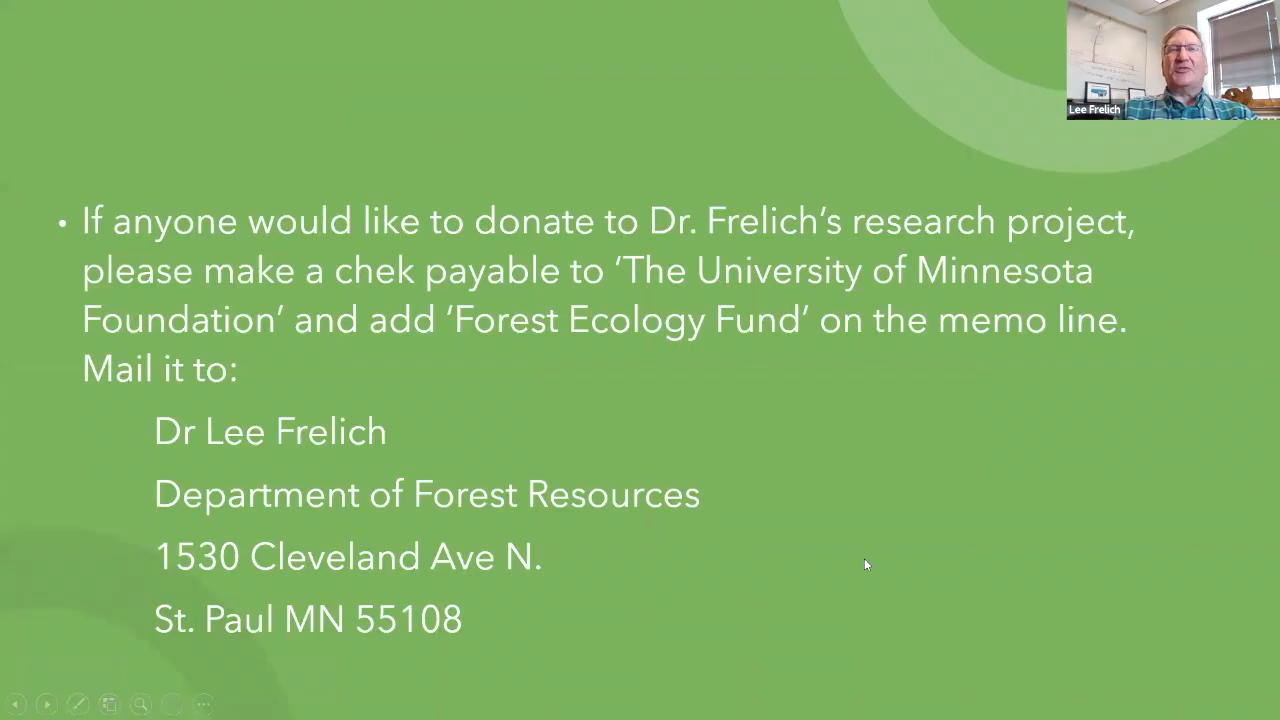 Lee Frelich
• If anyone would like to donate to Dr. Frelich’s research project,
please make a chek payable to ‘The University of Minnesota
Foundation’ and add ‘Forest Ecology Fund’ on the memo line.
Mail it to:
Dr Lee Frelich
Department of Forest Resources
1530 Cleveland Ave N.
St. Paul MN 55108